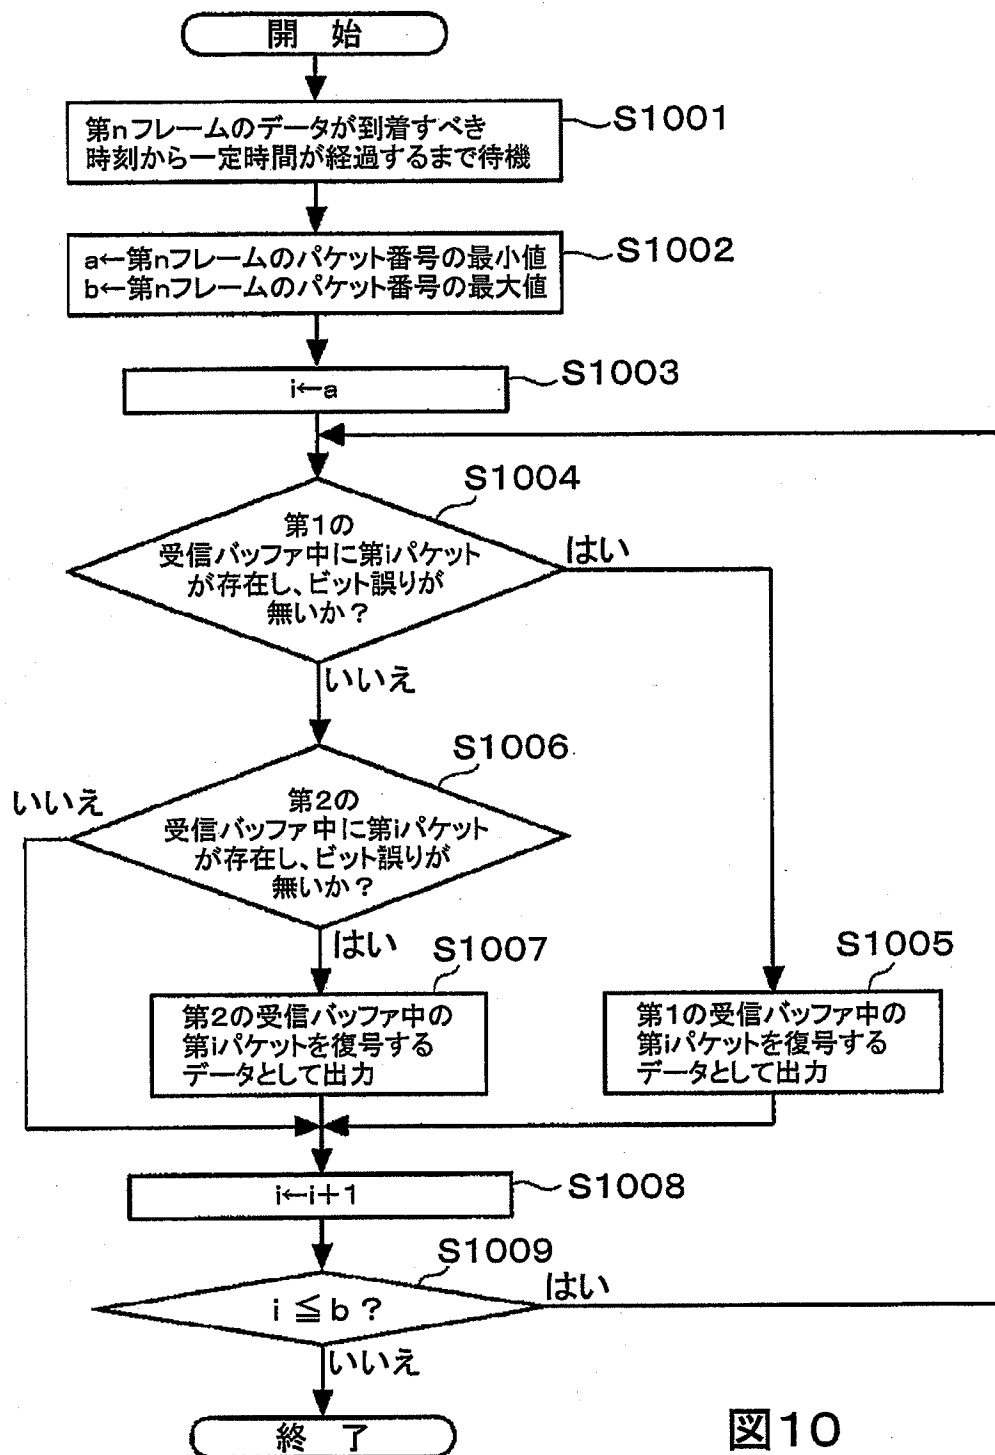 開 始
第nフレームのデータが到着すべき
時刻から一定時間が経過するまで待機
S1001
a←第nフレームのパケット番号の最小値
b←第nフレームのパケット番号の最大値
S1002
i←a
S1003
S1004
第1の
受信バッファ中に第iパケット
が存在し、ビット誤りが
無いか？
はい
いいえ
S1006
いいえ
第2の
受信バッファ中に第iパケット
が存在し、ビット誤りが
無いか？
はい
S1007
第2の受信バッファ中の
第iパケットを復号する
データとして出力
S1005
第1の受信バッファ中の
第iパケットを復号する
データとして出力
i←i+1
S1008
S1009
i ≦ b ?
はい
いいえ
終 了
図10